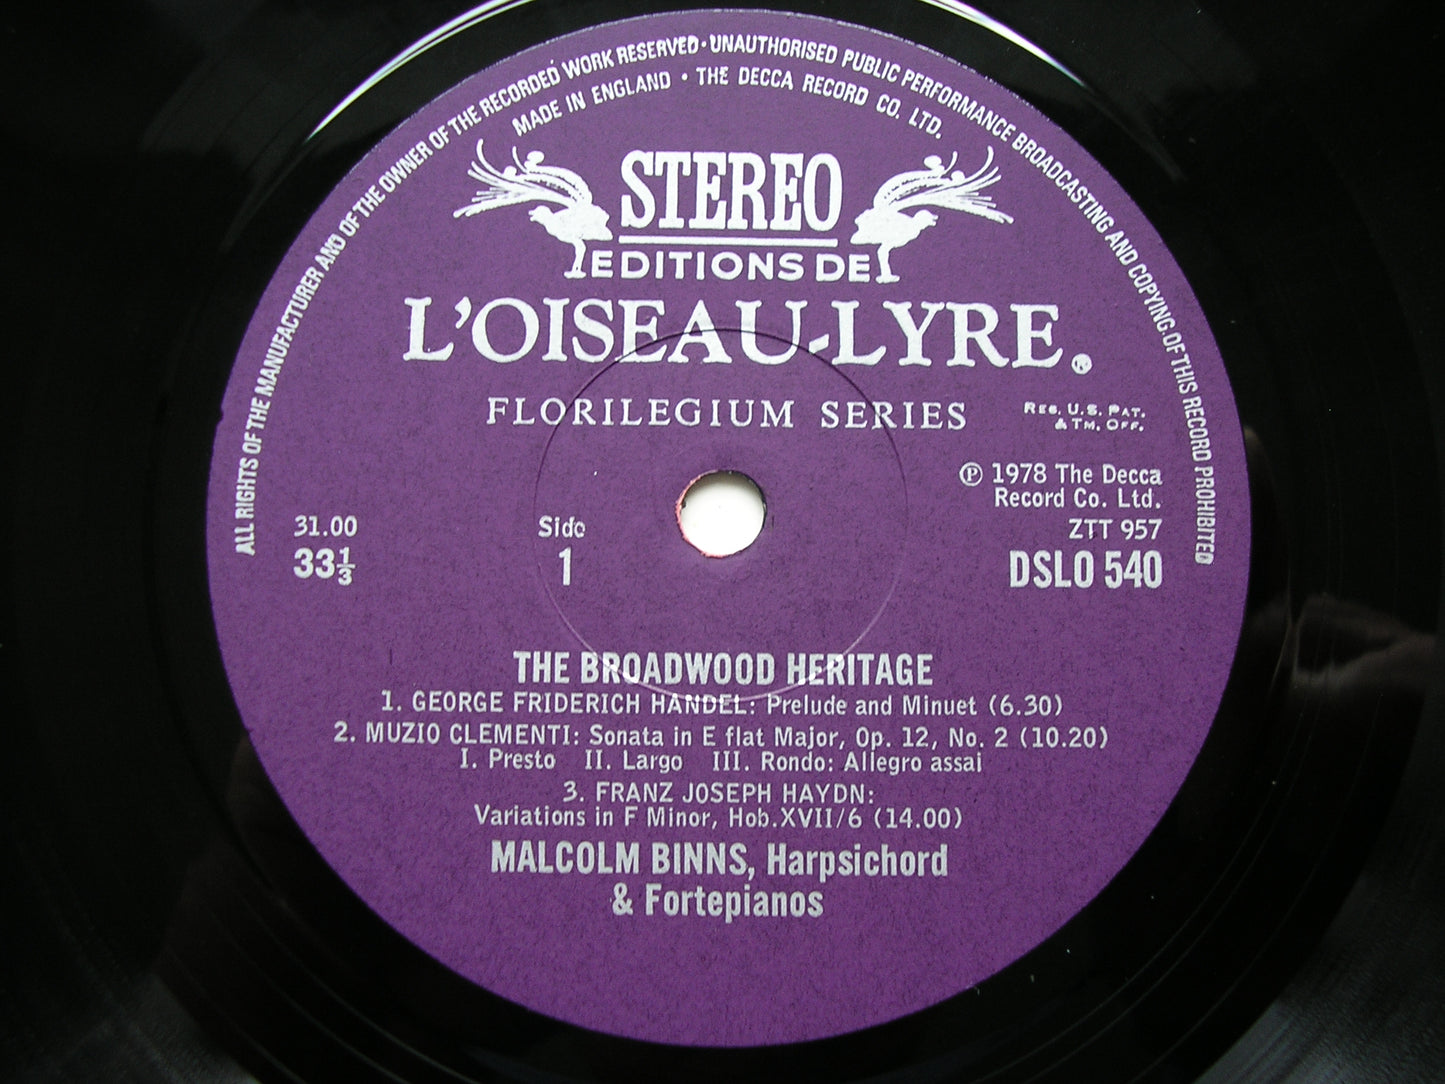 ALL RIGHTS OF THE MANUFACTURER AND OF THE OWNER OF THE RECORDED WORK RESERVED · UNAUTHORISED PUBLIC PERFORMANCE BROADCASTING AND COPYING OF THIS RECORD PROHIBITED
MADE IN ENGLAND · THE DECCA RECORD CO. LTD.
STEREO
EDITIONS DE
L'OISEAU-LYRE ®
FLORILEGIUM SERIES
REG. U.S. PAT.
& TM. OFF.
℗ 1978 The Decca
Record Co. Ltd.
31.00
Side
ZTT 957
33⅓
1
DSLO 540
THE BROADWOOD HERITAGE
1. GEORGE FRIDERICH HANDEL: Prelude and Minuet (6.30)
2. MUZIO CLEMENTI: Sonata in E flat Major, Op. 12, No. 2 (10.20)
I. Presto II. Largo III. Rondo: Allegro assai
3. FRANZ JOSEPH HAYDN:
Variations in F Minor, Hob.XVII/6 (14.00)
MALCOLM BINNS, Harpsichord
& Fortepianos